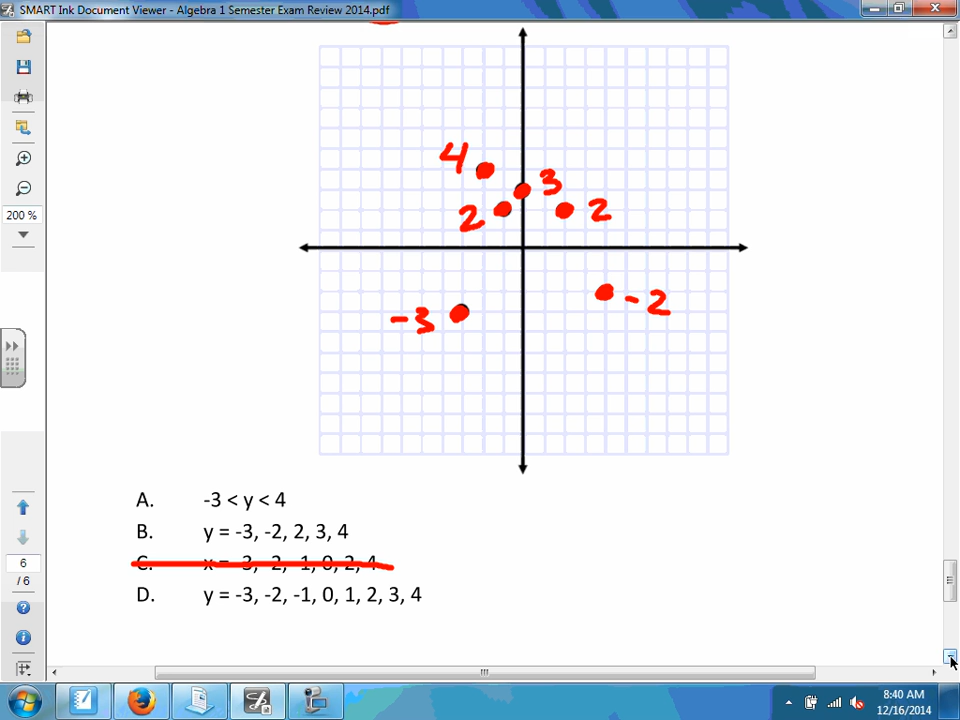 SMART Ink Document Viewer - Algebra 1 Semester Exam Review 2014.pdf
200 %
6
/ 6
4
3
2
2
-3
-2
A. -3 < y < 4
B. y = -3, -2, 2, 3, 4
C. x = -3, -2, -1, 0, 2, 4
D. y = -3, -2, -1, 0, 1, 2, 3, 4
8:40 AM
12/16/2014